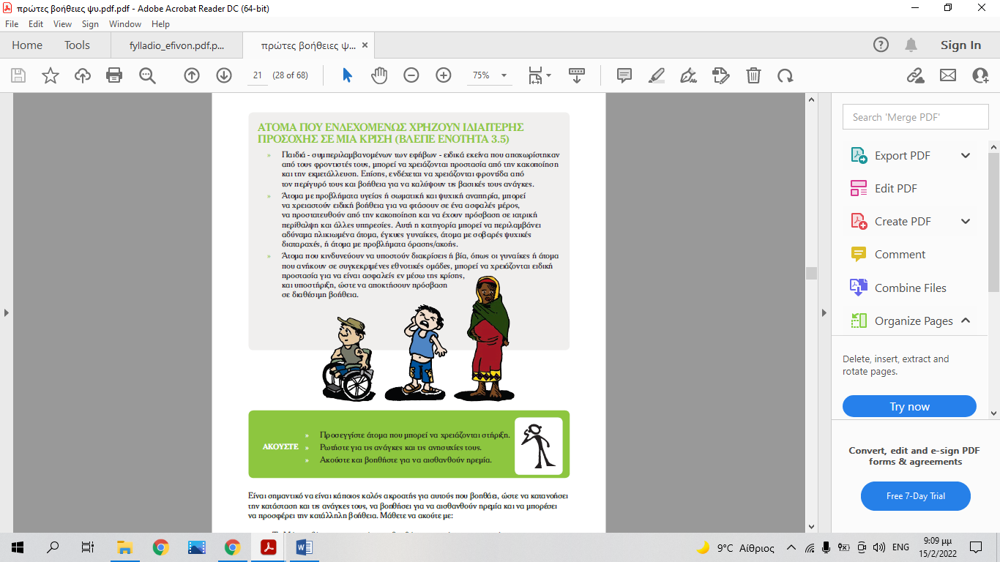 πρώτες βοήθειες ψυ.pdf.pdf - Adobe Acrobat Reader DC (64-bit)
File Edit View Sign Window Help
Home Tools fylladio_efivon.pdf.p... πρώτες βοήθειες ψ... ×
21 (28 of 68) 75%
Sign In
ΑΤΟΜΑ ΠΟΥ ΕΝΔΕΧΟΜΕΝΩΣ ΧΡΗΖΟΥΝ ΙΔΙΑΙΤΕΡΗΣ
ΠΡΟΣΟΧΗΣ ΣΕ ΜΙΑ ΚΡΙΣΗ (ΒΛΕΠΕ ΕΝΟΤΗΤΑ 3.5)
» Παιδιά - συμπεριλαμβανομένων των εφήβων - ειδικά εκείνα που αποχωρίστηκαν
από τους φροντιστές τους, μπορεί να χρειάζονται προστασία από την κακοποίηση
και την εκμετάλλευση. Επίσης, ενδέχεται να χρειάζονται φροντίδα από
τον περίγυρό τους και βοήθεια για να καλύψουν τις βασικές τους ανάγκες.
» Άτομα με προβλήματα υγείας ή σωματική και ψυχική αναπηρία, μπορεί
να χρειαστούν ειδική βοήθεια για να φτάσουν σε ένα ασφαλές μέρος,
να προστατευθούν από την κακοποίηση και να έχουν πρόσβαση σε ιατρική
περίθαλψη και άλλες υπηρεσίες. Αυτή η κατηγορία μπορεί να περιλαμβάνει
αδύναμα ηλικιωμένα άτομα, έγκυες γυναίκες, άτομα με σοβαρές ψυχικές
διαταραχές, ή άτομα με προβλήματα όρασης/ακοής.
» Άτομα που κινδυνεύουν να υποστούν διακρίσεις ή βία, όπως οι γυναίκες ή άτομα
που ανήκουν σε συγκεκριμένες εθνοτικές ομάδες, μπορεί να χρειάζονται ειδική
προστασία για να είναι ασφαλείς εν μέσω της κρίσης,
και υποστήριξη, ώστε να αποκτήσουν πρόσβαση
σε διαθέσιμη βοήθεια.
ΑΚΟΥΣΤΕ
» Προσεγγίστε άτομα που μπορεί να χρειάζονται στήριξη.
» Ρωτήστε για τις ανάγκες και τις ανησυχίες τους.
» Ακούστε και βοηθήστε για να αισθανθούν ηρεμία.
Είναι σημαντικό να είναι κάποιος καλός ακροατής για αυτούς που βοηθάει, ώστε να κατανοήσει
την κατάσταση και τις ανάγκες τους, να βοηθήσει για να αισθανθούν ηρεμία και να μπορέσει
να προσφέρει την κατάλληλη βοήθεια. Μάθετε να ακούτε με:
Search 'Merge PDF'
Export PDF
Edit PDF
Create PDF
Comment
Combine Files
Organize Pages
Delete, insert, extract and
rotate pages.
Try now
Convert, edit and e-sign PDF
forms & agreements
Free 7-Day Trial
9°C Αίθριος ENG 9:09 μμ
15/2/2022